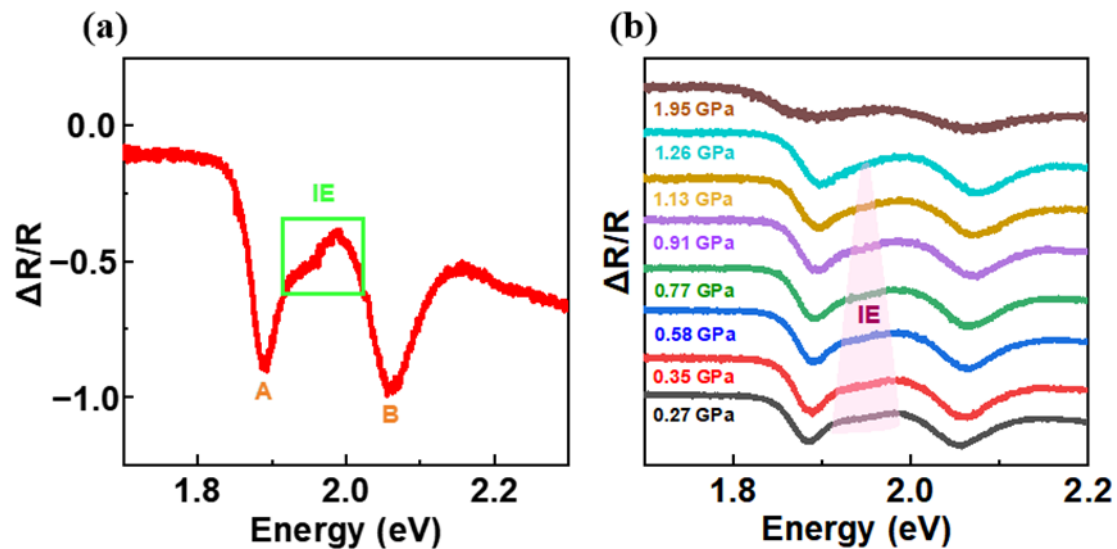 (a)
(b)
0.0
−0.5
−1.0
ΔR/R
IE
A
B
1.8
2.0
2.2
Energy (eV)
ΔR/R
1.95 GPa
1.26 GPa
1.13 GPa
0.91 GPa
0.77 GPa
IE
0.58 GPa
0.35 GPa
0.27 GPa
1.8
2.0
2.2
Energy (eV)